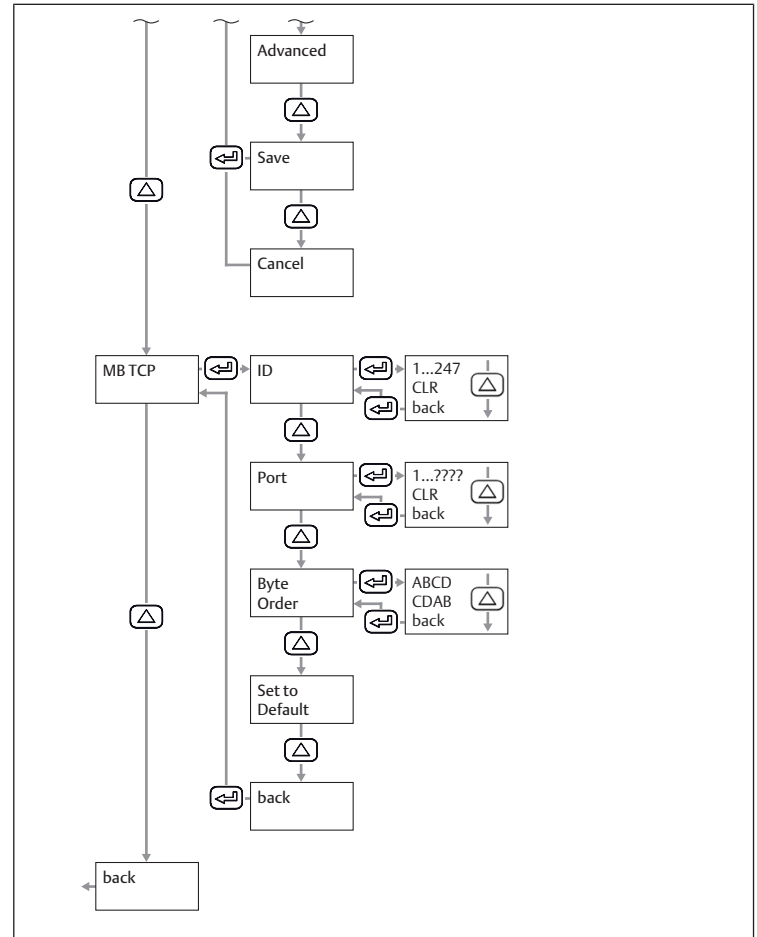 Advanced
Save
Cancel
MB TCP
ID
1...247
CLR
back
Port
1...????
CLR
back
Byte
Order
ABCD
CDAB
back
Set to
Default
back
back